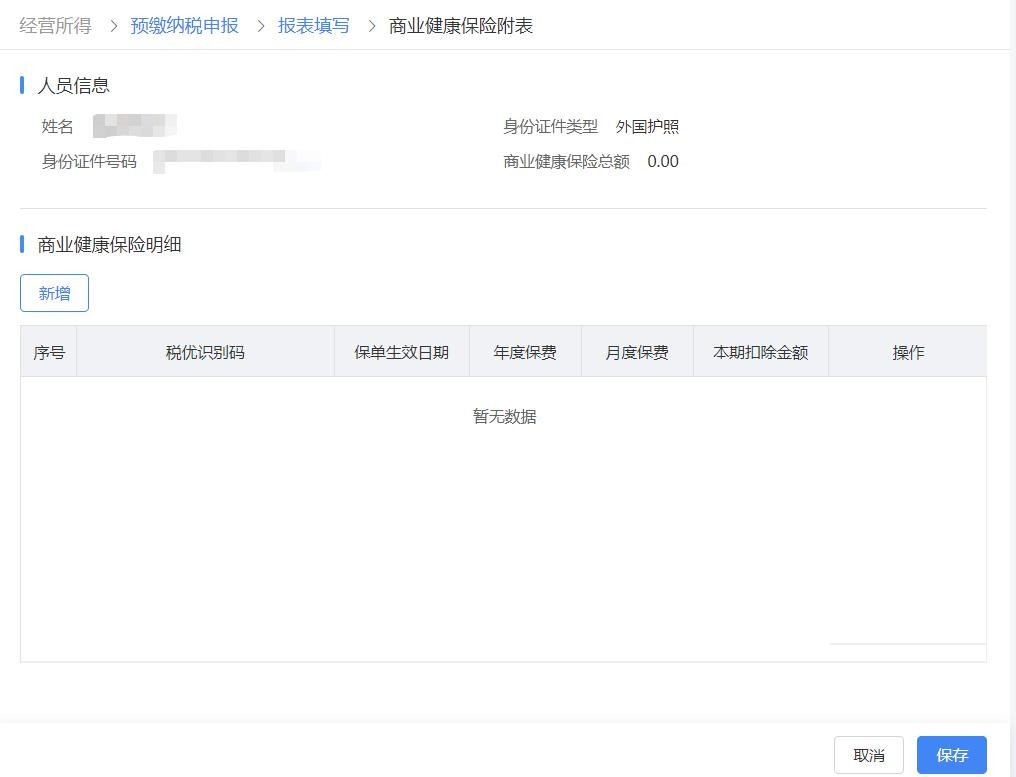 经营所得 > 预缴纳税申报 > 报表填写 > 商业健康保险附表
人员信息
姓名 身份证件类型 外国护照
身份证件号码 商业健康保险总额 0.00
商业健康保险明细
新增
序号 税优识别码 保单生效日期 年度保费 月度保费 本期扣除金额 操作
暂无数据
取消 保存